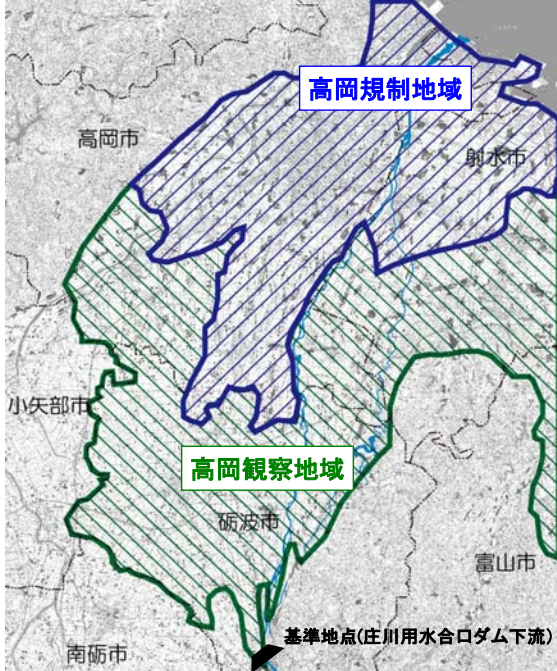 高岡規制地域
高岡市
射水市
小矢部市
高岡観察地域
砺波市
富山市
基準地点(庄川用水合口ダム下流)
南砺市